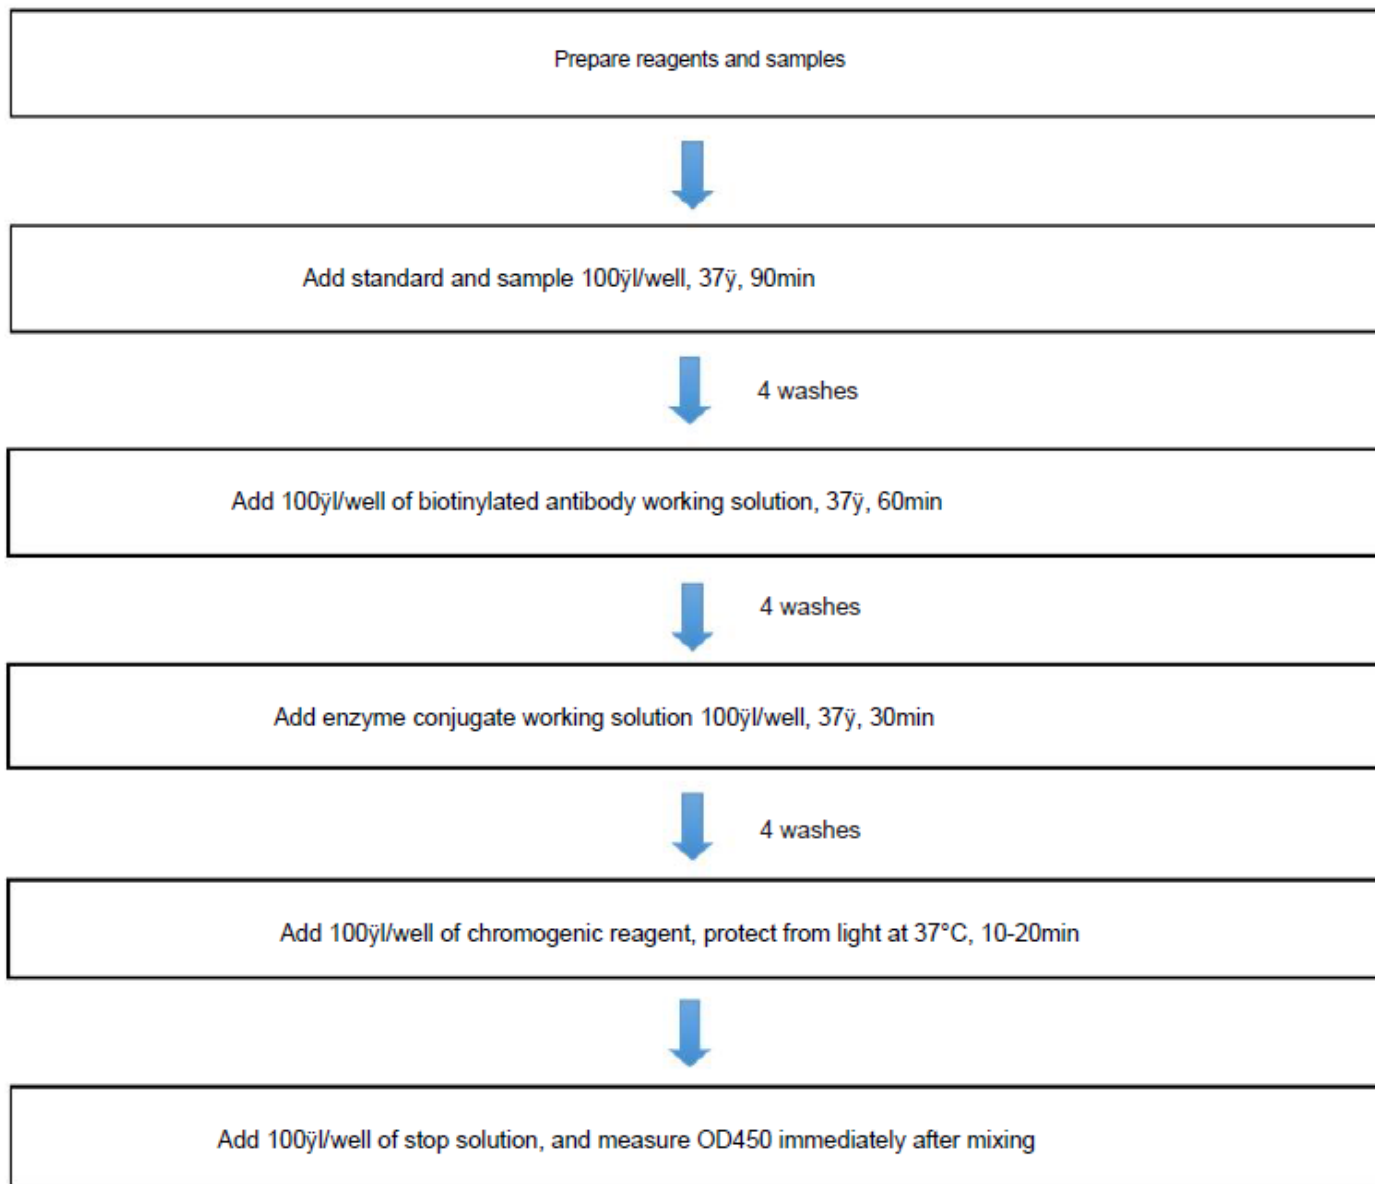 Prepare reagents and samples
Add standard and sample 100ÿl/well, 37ÿ, 90min
4 washes
Add 100ÿl/well of biotinylated antibody working solution, 37ÿ, 60min
4 washes
Add enzyme conjugate working solution 100ÿl/well, 37ÿ, 30min
4 washes
Add 100ÿl/well of chromogenic reagent, protect from light at 37°C, 10-20min
Add 100ÿl/well of stop solution, and measure OD450 immediately after mixing